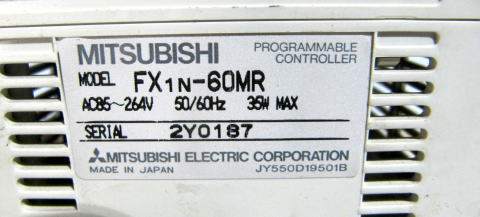 MITSUBISHI PROGRAMMABLE CONTROLLER
MODEL FX1N-60MR
AC85~264V 50/60Hz 35W MAX
SERIAL 2Y0187
MITSUBISHI ELECTRIC CORPORATION
MADE IN JAPAN JY550D19501B